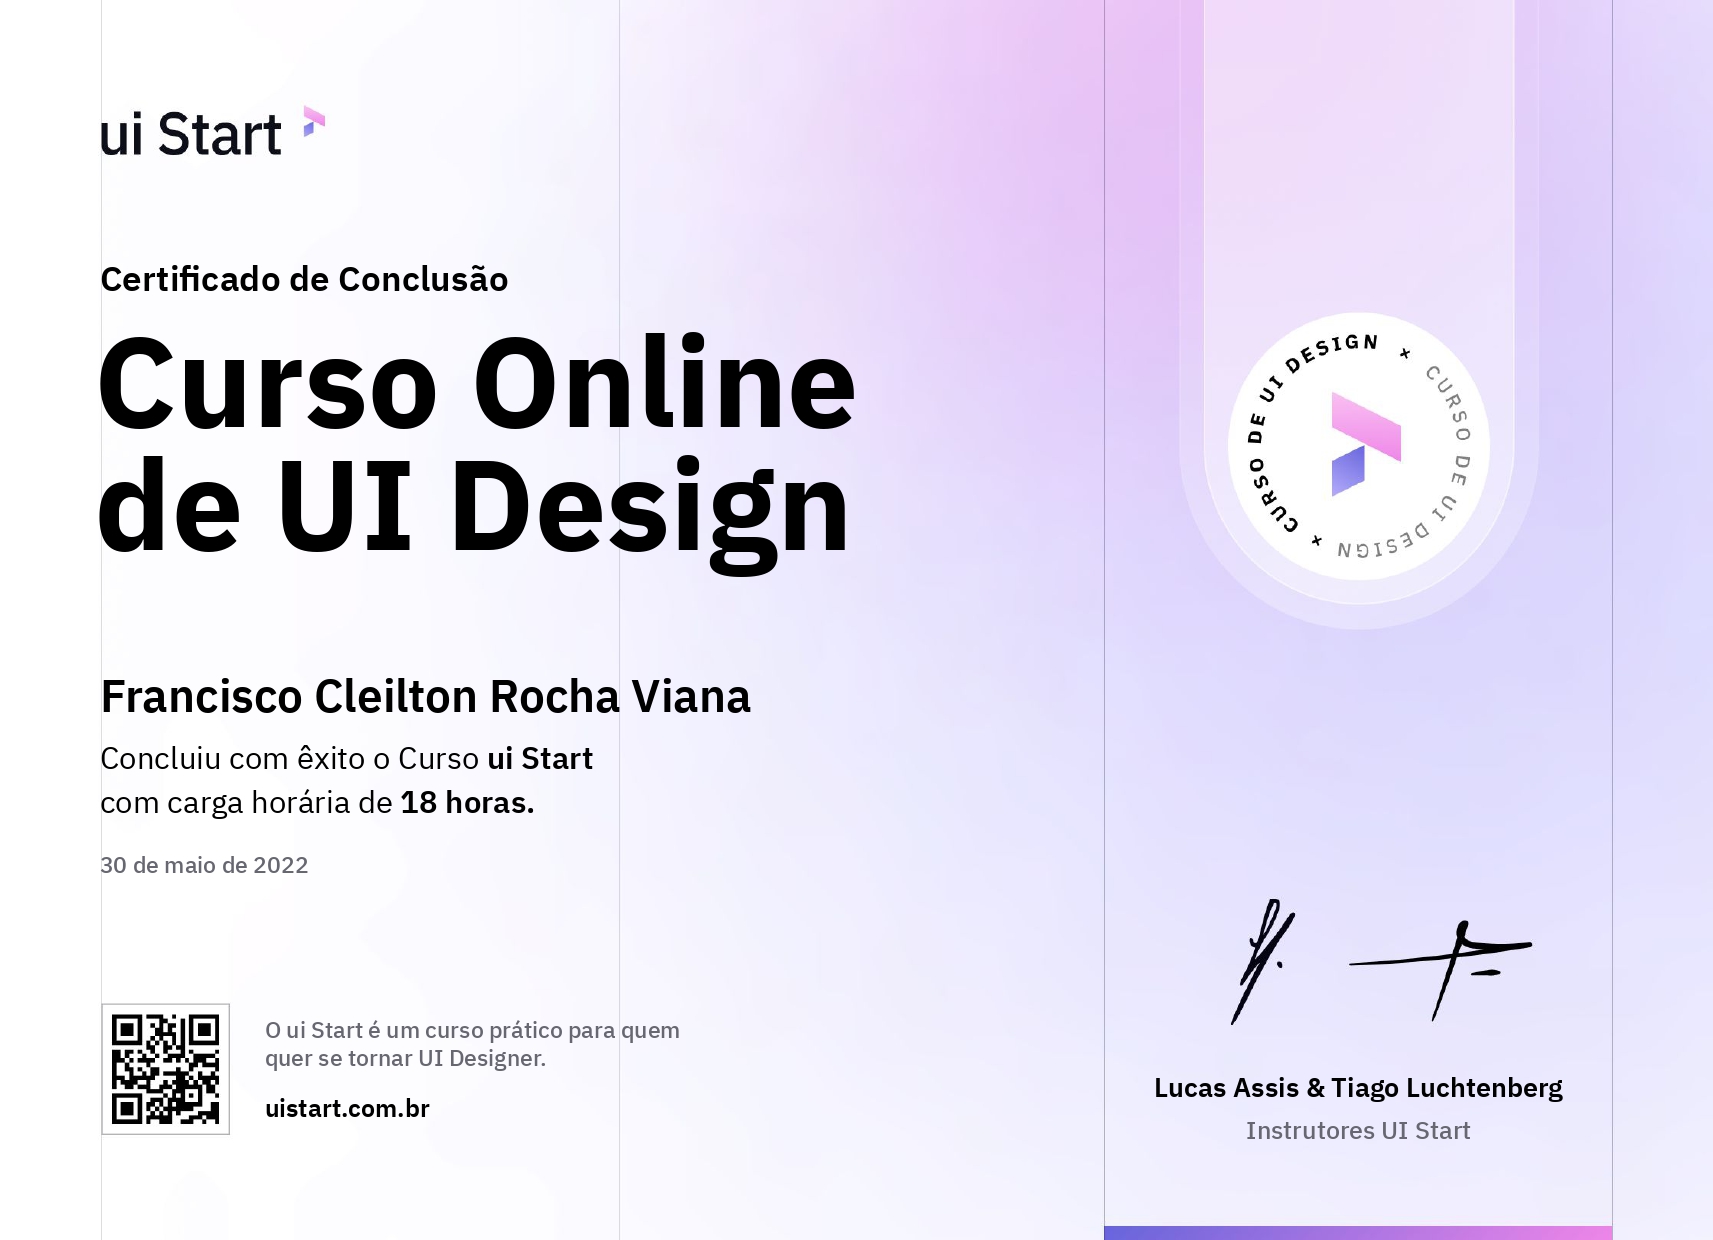 ui Start
Certificado de Conclusão
Curso Online
de UI Design
CURSO DE UI DESIGN + CURSO DE UI DESIGN +
Francisco Cleilton Rocha Viana
Concluiu com êxito o Curso ui Start
com carga horária de 18 horas.
30 de maio de 2022
O ui Start é um curso prático para quem
quer se tornar UI Designer.
uistart.com.br
Lucas Assis & Tiago Luchtenberg
Instrutores UI Start